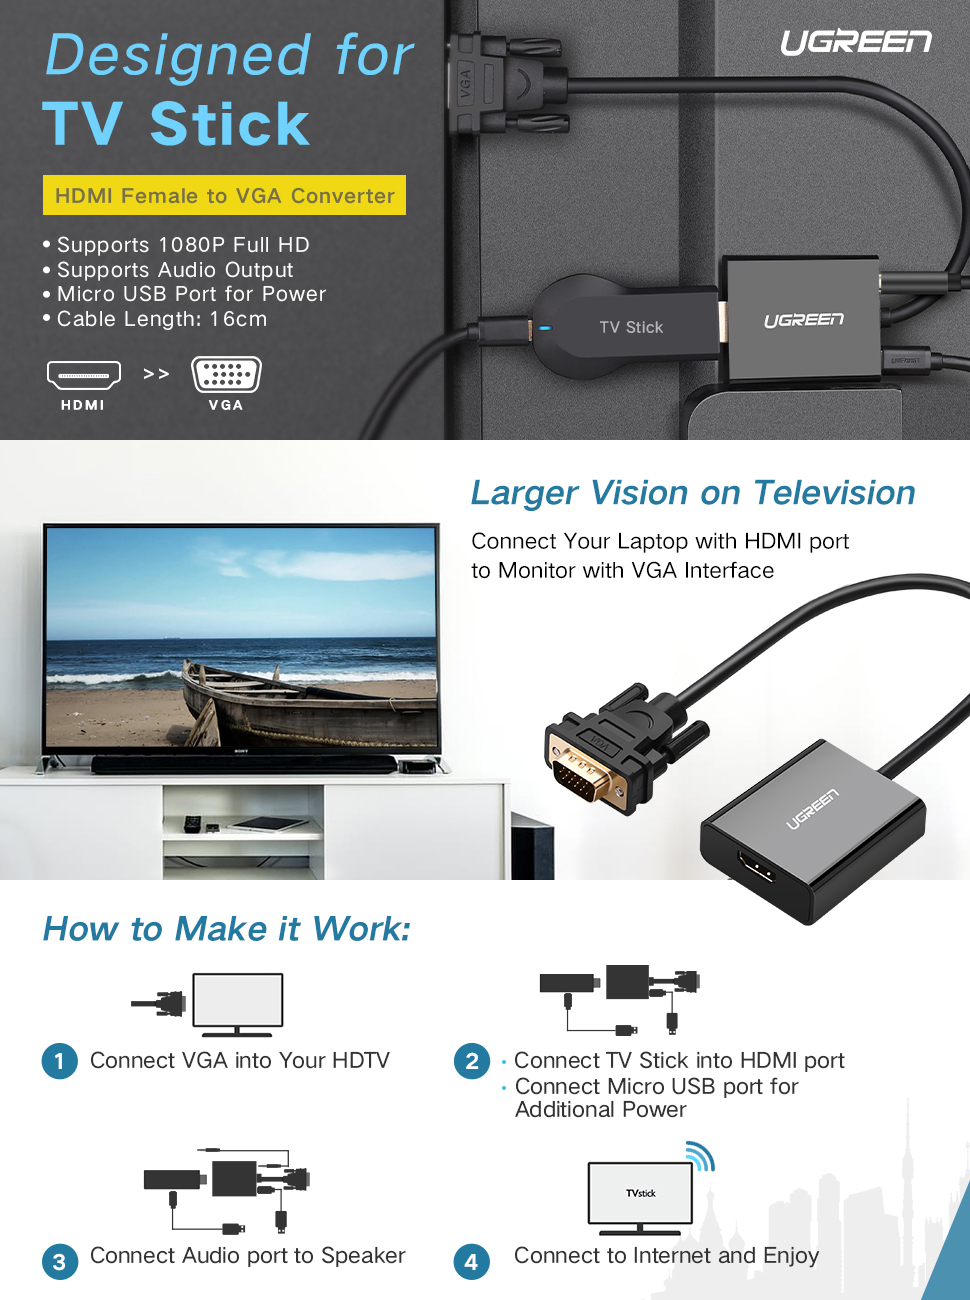 Designed for
TV Stick
UGREEN
VGA
HDMI Female to VGA Converter
• Supports 1080P Full HD
• Supports Audio Output
• Micro USB Port for Power
• Cable Length: 16cm
TV Stick
UGREEN
>>
HDMI
VGA
Larger Vision on Television
Connect Your Laptop with HDMI port
to Monitor with VGA Interface
VGA
SONY
UGREEN
How to Make it Work:
1 Connect VGA into Your HDTV
2 · Connect TV Stick into HDMI port
· Connect Micro USB port for
Additional Power
TVstick
3 Connect Audio port to Speaker
4 Connect to Internet and Enjoy